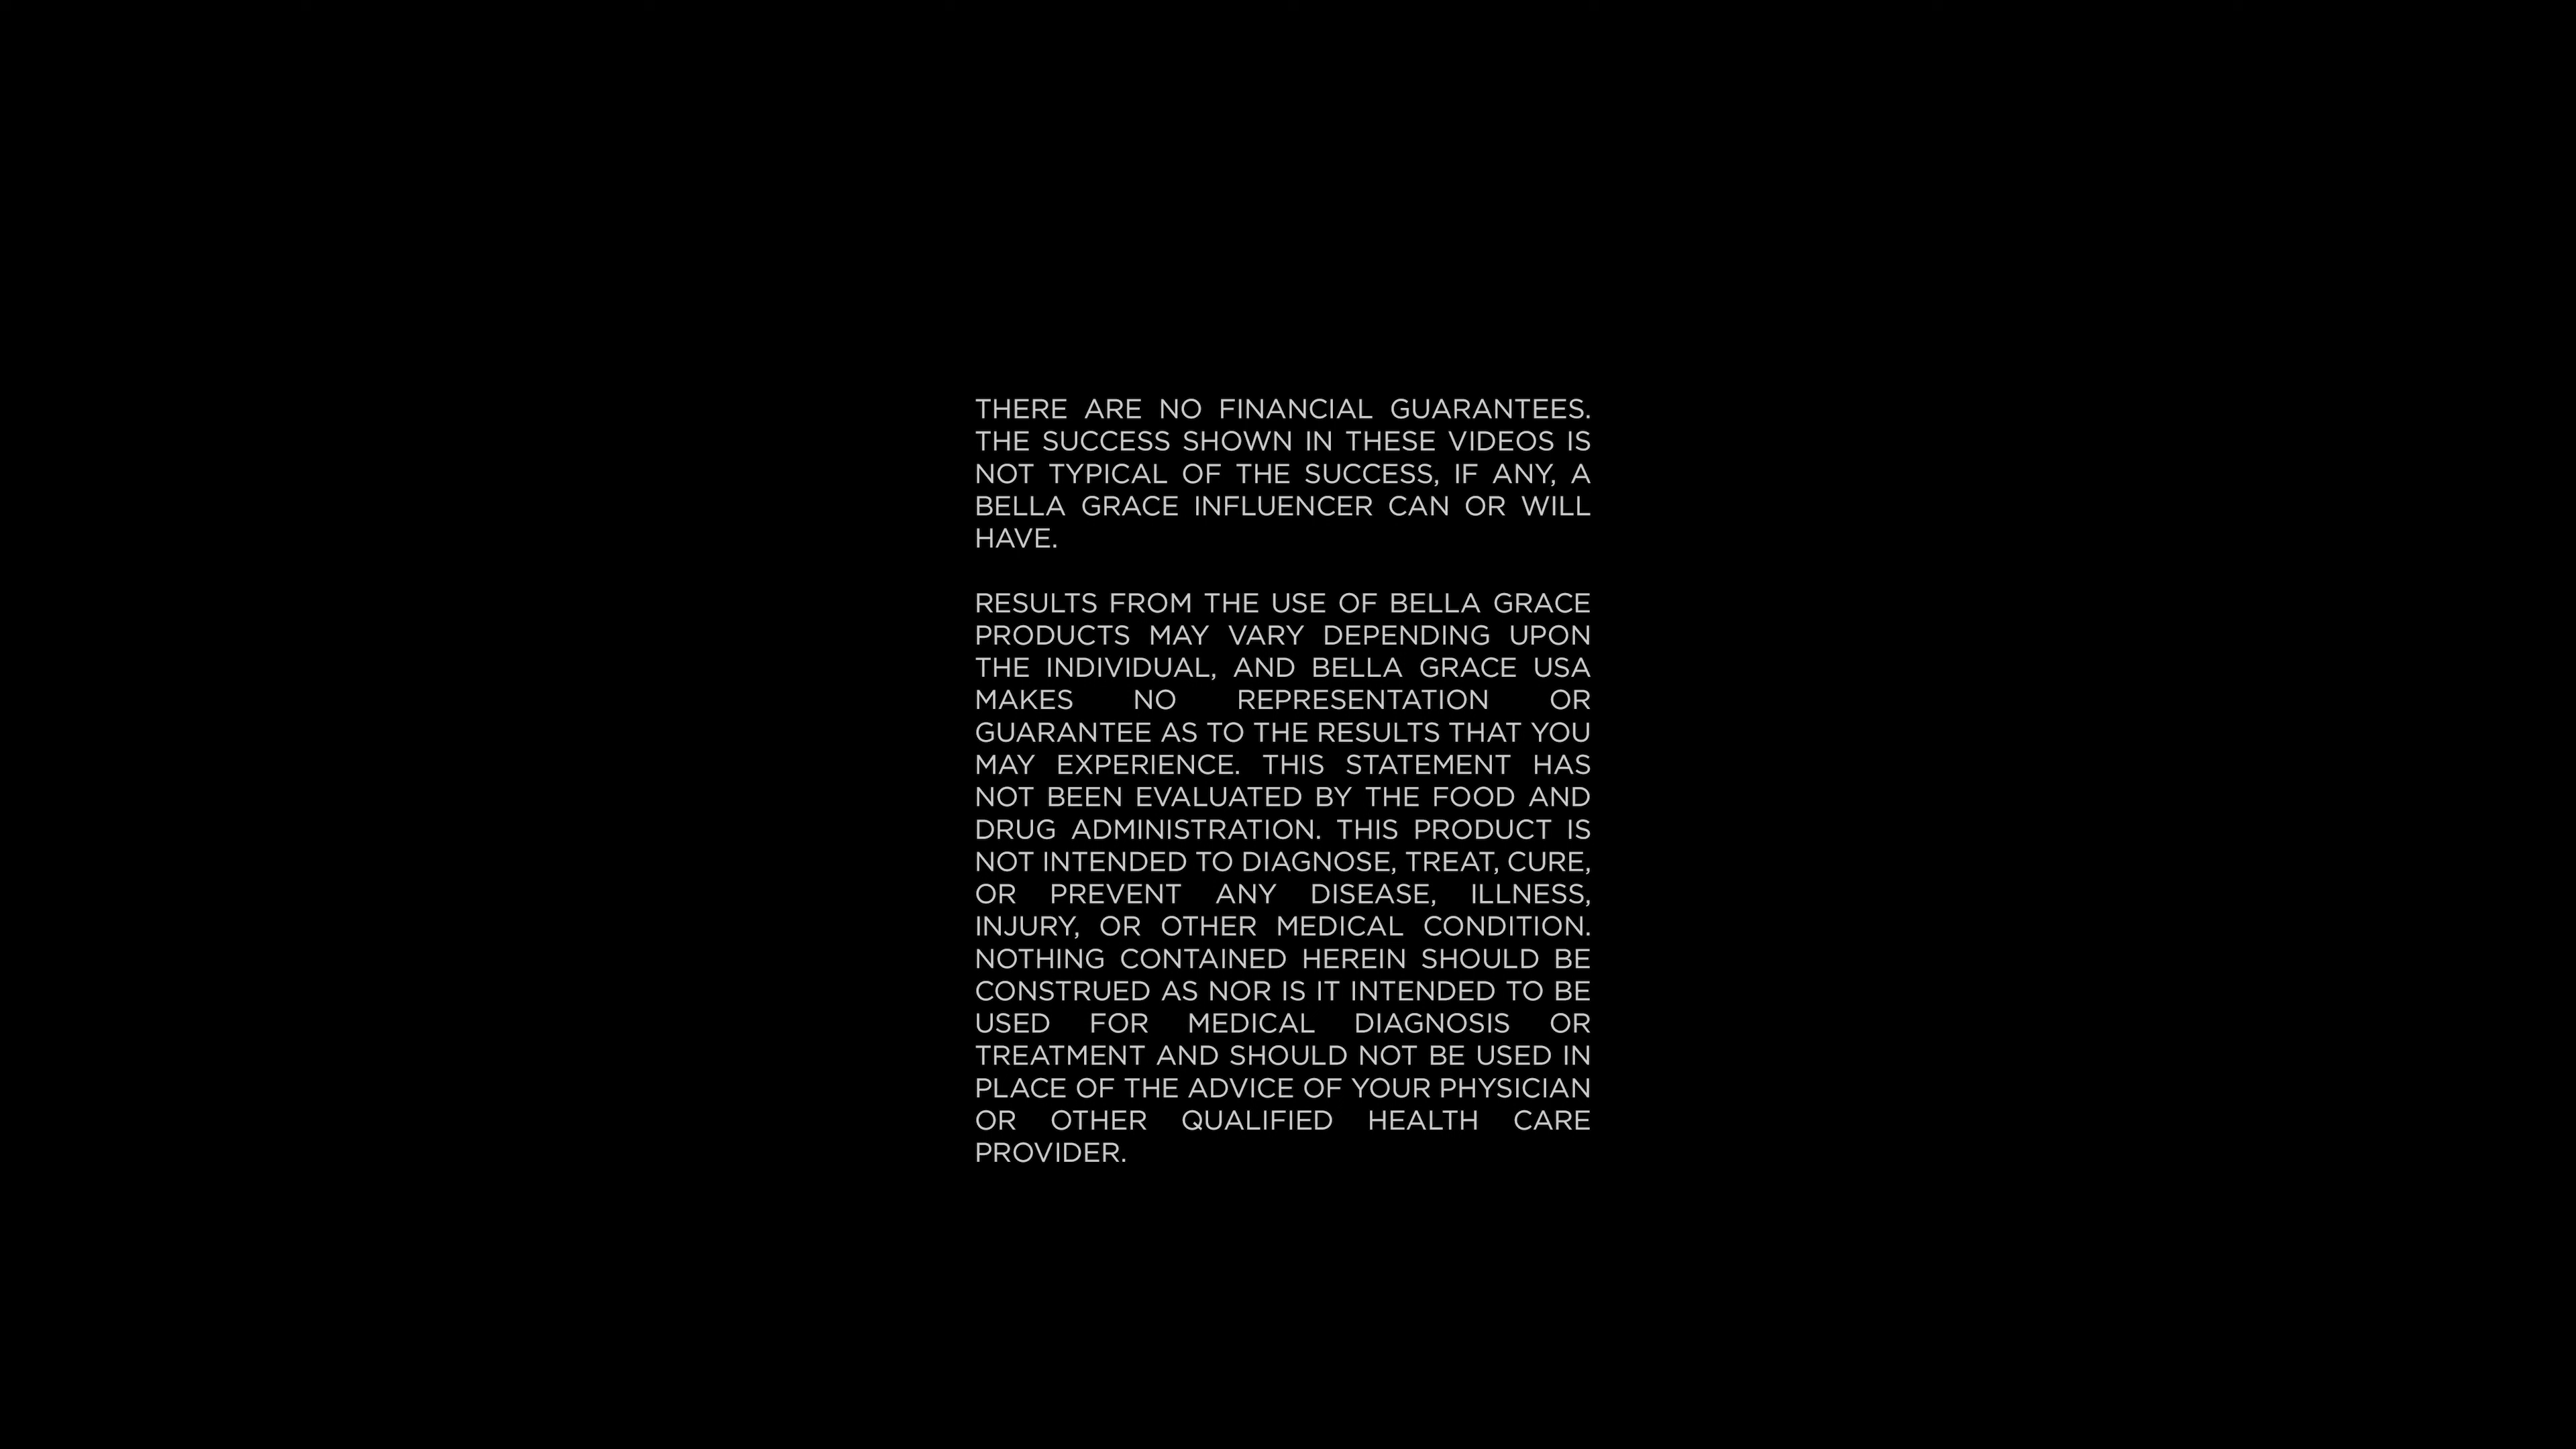 THERE ARE NO FINANCIAL GUARANTEES.
THE SUCCESS SHOWN IN THESE VIDEOS IS
NOT TYPICAL OF THE SUCCESS, IF ANY, A
BELLA GRACE INFLUENCER CAN OR WILL
HAVE.
RESULTS FROM THE USE OF BELLA GRACE
PRODUCTS MAY VARY DEPENDING UPON
THE INDIVIDUAL, AND BELLA GRACE USA
MAKES NO REPRESENTATION OR
GUARANTEE AS TO THE RESULTS THAT YOU
MAY EXPERIENCE. THIS STATEMENT HAS
NOT BEEN EVALUATED BY THE FOOD AND
DRUG ADMINISTRATION. THIS PRODUCT IS
NOT INTENDED TO DIAGNOSE, TREAT, CURE,
OR PREVENT ANY DISEASE, ILLNESS,
INJURY, OR OTHER MEDICAL CONDITION.
NOTHING CONTAINED HEREIN SHOULD BE
CONSTRUED AS NOR IS IT INTENDED TO BE
USED FOR MEDICAL DIAGNOSIS OR
TREATMENT AND SHOULD NOT BE USED IN
PLACE OF THE ADVICE OF YOUR PHYSICIAN
OR OTHER QUALIFIED HEALTH CARE
PROVIDER.